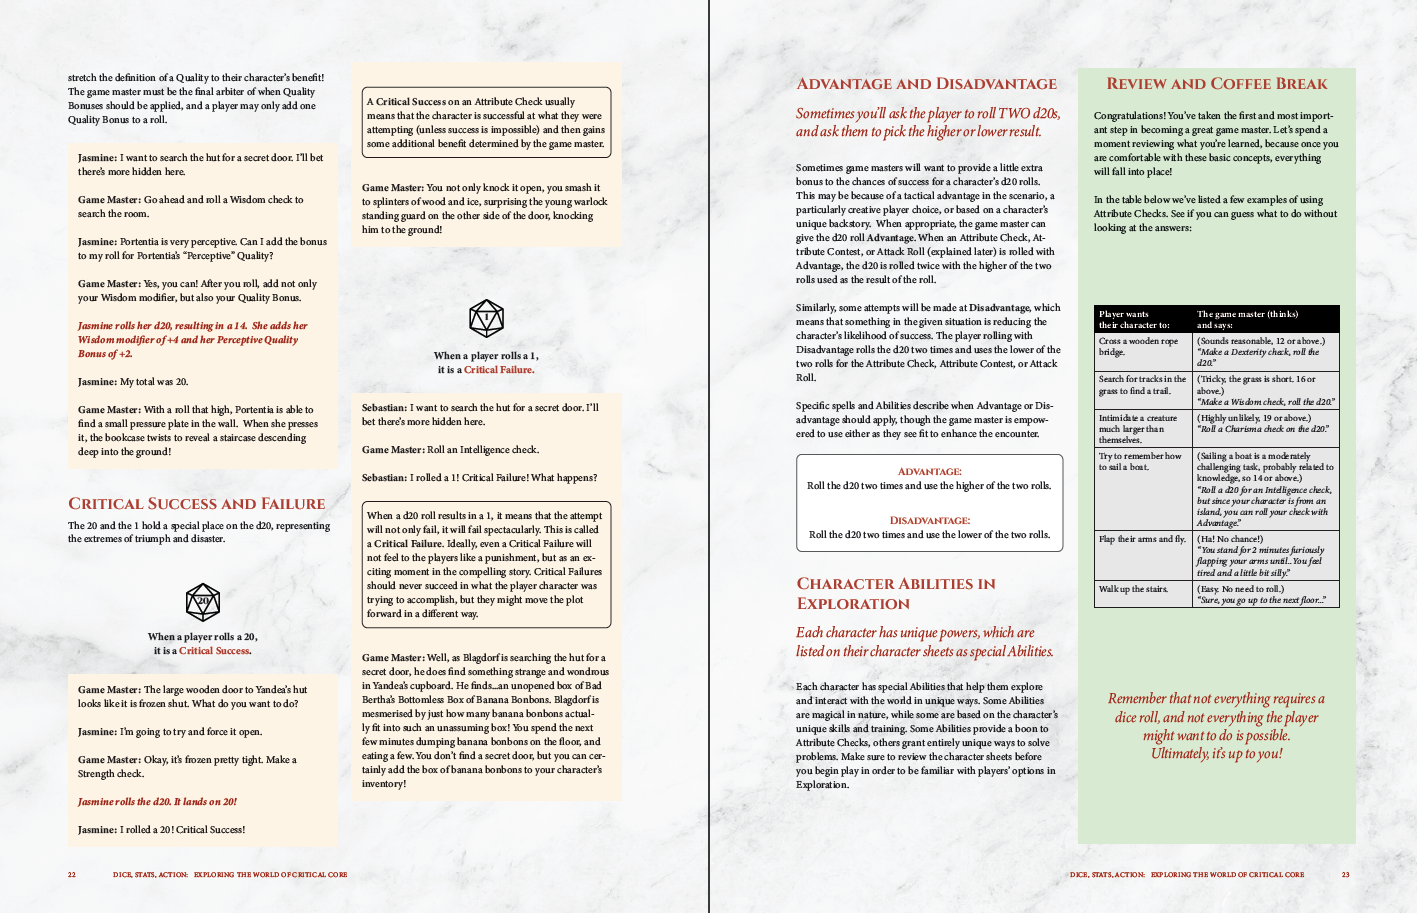 stretch the definition of a Quality to their character's benefit!
The game master must be the final arbiter of when Quality
Bonuses should be applied, and a player may only add one
Quality Bonus to a roll.
Jasmine: I want to search the hut for a secret door. I'll bet
there's more hidden here.
Game Master: Go ahead and roll a Wisdom check to
search the room.
Jasmine: Portentia is very perceptive. Can I add the bonus
to my roll for Portentia's "Perceptive" Quality?
Game Master: Yes, you can! After you roll, add not only
your Wisdom modifier, but also your Quality Bonus.
Jasmine rolls her d20, resulting in a 14. She adds her
Wisdom modifier of +4 and her Perceptive Quality
Bonus of +2.
Jasmine: My total was 20.
Game Master: With a roll that high, Portentia is able to
find a small pressure plate in the wall. When she presses
it, the bookcase twists to reveal a staircase descending
deep into the ground!
Critical Success and Failure
The 20 and the 1 hold a special place on the d20, representing
the extremes of triumph and disaster.
20
When a player rolls a 20,
it is a Critical Success.
Game Master: The large wooden door to Yandea's hut
looks like it is frozen shut. What do you want to do?
Jasmine: I'm going to try and force it open.
Game Master: Okay, it's frozen pretty tight. Make a
Strength check.
Jasmine rolls the d20. It lands on 20!
Jasmine: I rolled a 20! Critical Success!
A Critical Success on an Attribute Check usually
means that the character is successful at what they were
attempting (unless success is impossible) and then gains
some additional benefit determined by the game master.
Game Master: You not only knock it open, you smash it
to splinters of wood and ice, surprising the young warlock
standing guard on the other side of the door, knocking
him to the ground!
1
When a player rolls a 1,
it is a Critical Failure.
Sebastian: I want to search the hut for a secret door. I'll
bet there's more hidden here.
Game Master: Roll an Intelligence check.
Sebastian: I rolled a 1! Critical Failure! What happens?
When a d20 roll results in a 1, it means that the attempt
will not only fail, it will fail spectacularly. This is called
a Critical Failure. Ideally, even a Critical Failure will
not feel to the players like a punishment, but as an ex-
citing moment in the compelling story. Critical Failures
should never succeed in what the player character was
trying to accomplish, but they might move the plot
forward in a different way.
Game Master: Well, as Blagdorf is searching the hut for a
secret door, he does find something strange and wondrous
in Yandea's cupboard. He finds...an unopened box of Bad
Bertha's Bottomless Box of Banana Bonbons. Blagdorf is
mesmerised by just how many banana bonbons actual-
ly fit into such an unassuming box! You spend the next
few minutes dumping banana bonbons on the floor, and
eating a few. You don't find a secret door, but you can cer-
tainly add the box of banana bonbons to your character's
inventory!
22 DICE, STATS, ACTION: EXPLORING THE WORLD OF CRITICAL CORE
Advantage and Disadvantage
Sometimes you'll ask the player to roll TWO d20s,
and ask them to pick the higher or lower result.
Sometimes game masters will want to provide a little extra
bonus to the chances of success for a character's d20 rolls.
This may be because of a tactical advantage in the scenario, a
particularly creative player choice, or based on a character's
unique backstory. When appropriate, the game master can
give the d20 roll Advantage. When an Attribute Check, At-
tribute Contest, or Attack Roll (explained later) is rolled with
Advantage, the d20 is rolled twice with the higher of the two
rolls used as the result of the roll.
Similarly, some attempts will be made at Disadvantage, which
means that something in the given situation is reducing the
character's likelihood of success. The player rolling with
Disadvantage rolls the d20 two times and uses the lower of the
two rolls for the Attribute Check, Attribute Contest, or Attack
Roll.
Specific spells and Abilities describe when Advantage or Dis-
advantage should apply, though the game master is empow-
ered to use either as they see fit to enhance the encounter.
Advantage:
Roll the d20 two times and use the higher of the two rolls.
Disadvantage:
Roll the d20 two times and use the lower of the two rolls.
Character Abilities in
Exploration
Each character has unique powers, which are
listed on their character sheets as special Abilities.
Each character has special Abilities that help them explore
and interact with the world in unique ways. Some Abilities
are magical in nature, while some are based on the character's
unique skills and training. Some Abilities provide a boon to
Attribute Checks, others grant entirely unique ways to solve
problems. Make sure to review the character sheets before
you begin play in order to be familiar with players' options in
Exploration.
Review and Coffee Break
Congratulations! You've taken the first and most import-
ant step in becoming a great game master. Let's spend a
moment reviewing what you're learned, because once you
are comfortable with these basic concepts, everything
will fall into place!
In the table below we've listed a few examples of using
Attribute Checks. See if you can guess what to do without
looking at the answers:
Player wants
their character to:
The game master (thinks)
and says:
Cross a wooden rope
bridge.
(Sounds reasonable, 12 or above.)
"Make a Dexterity check, roll the
d20."
Search for tracks in the
grass to find a trail.
(Tricky, the grass is short. 16 or
above.)
"Make a Wisdom check, roll the d20."
Intimidate a creature
much larger than
themselves.
(Highly unlikely, 19 or above.)
"Roll a Charisma check on the d20."
Try to remember how
to sail a boat.
(Sailing a boat is a moderately
challenging task, probably related to
knowledge, so 14 or above.)
"Roll a d20 for an Intelligence check,
but since your character is from an
island, you can roll your check with
Advantage."
Flap their arms and fly.
(Ha! No chance!)
"You stand for 2 minutes furiously
flapping your arms until...You feel
tired and a little bit silly."
Walk up the stairs.
(Easy. No need to roll.)
"Sure, you go up to the next floor..."
Remember that not everything requires a
dice roll, and not everything the player
might want to do is possible.
Ultimately, it's up to you!
DICE, STATS, ACTION: EXPLORING THE WORLD OF CRITICAL CORE 23